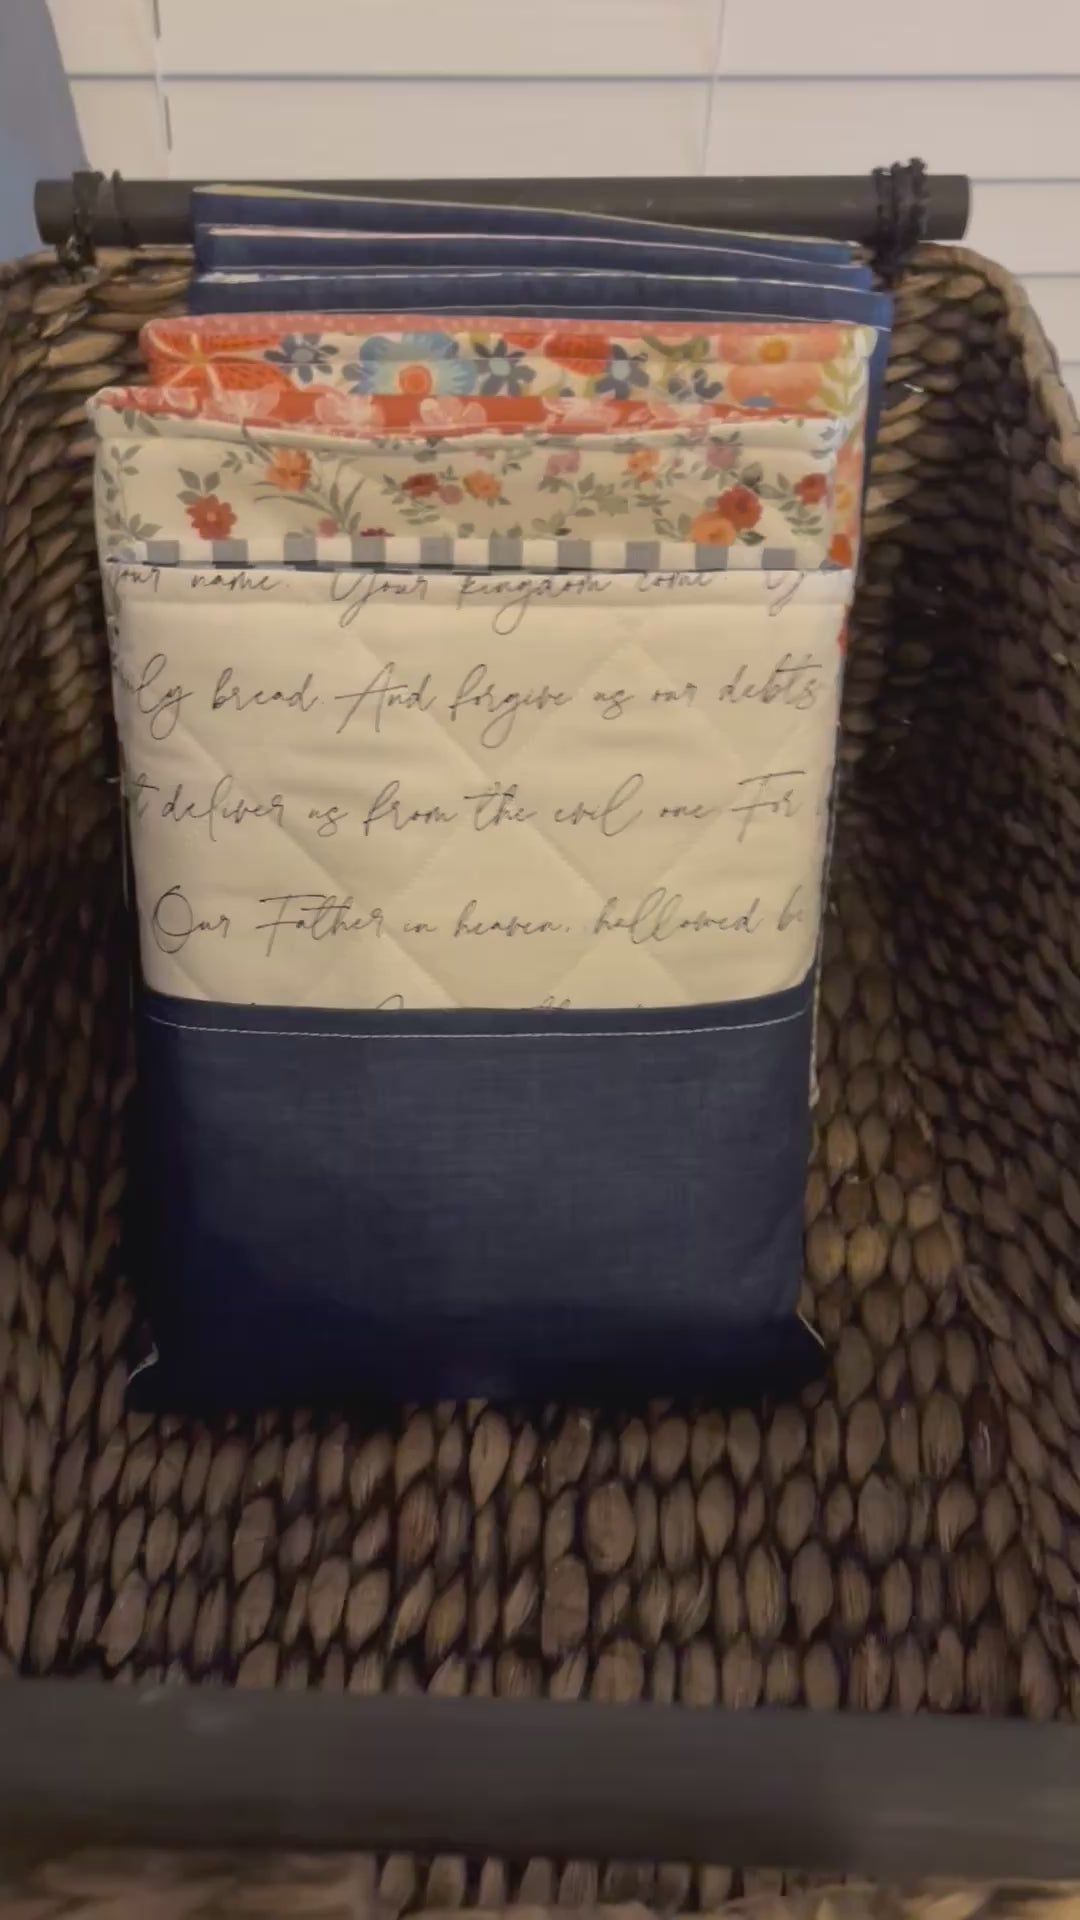 your name. Your kingdom come. Y
ly bread. And forgive us our debts
t deliver us from the evil one. For
Our Father in heaven, hallowed b